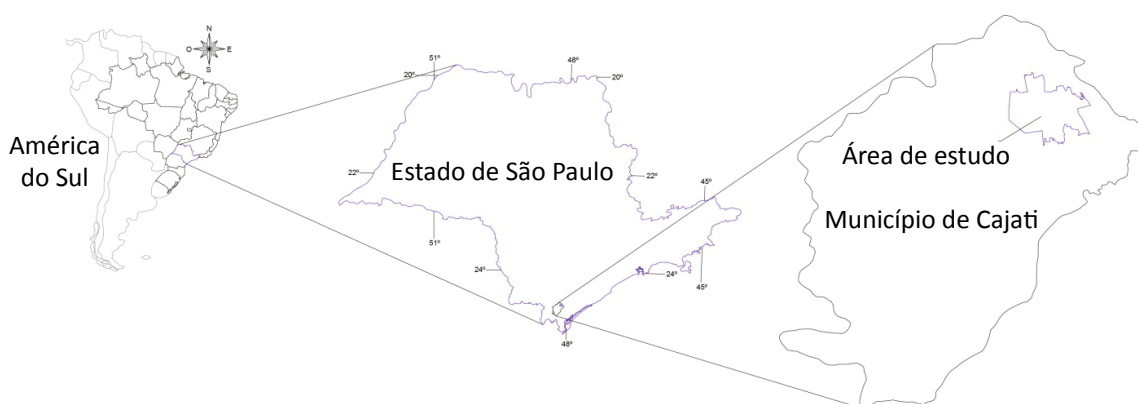 N
O E
S
51º
48º
20º
20º
América
do Sul
Estado de São Paulo
Área de estudo
Município de Cajati
22º
22º
45º
51º
24º
24º
45º
48º